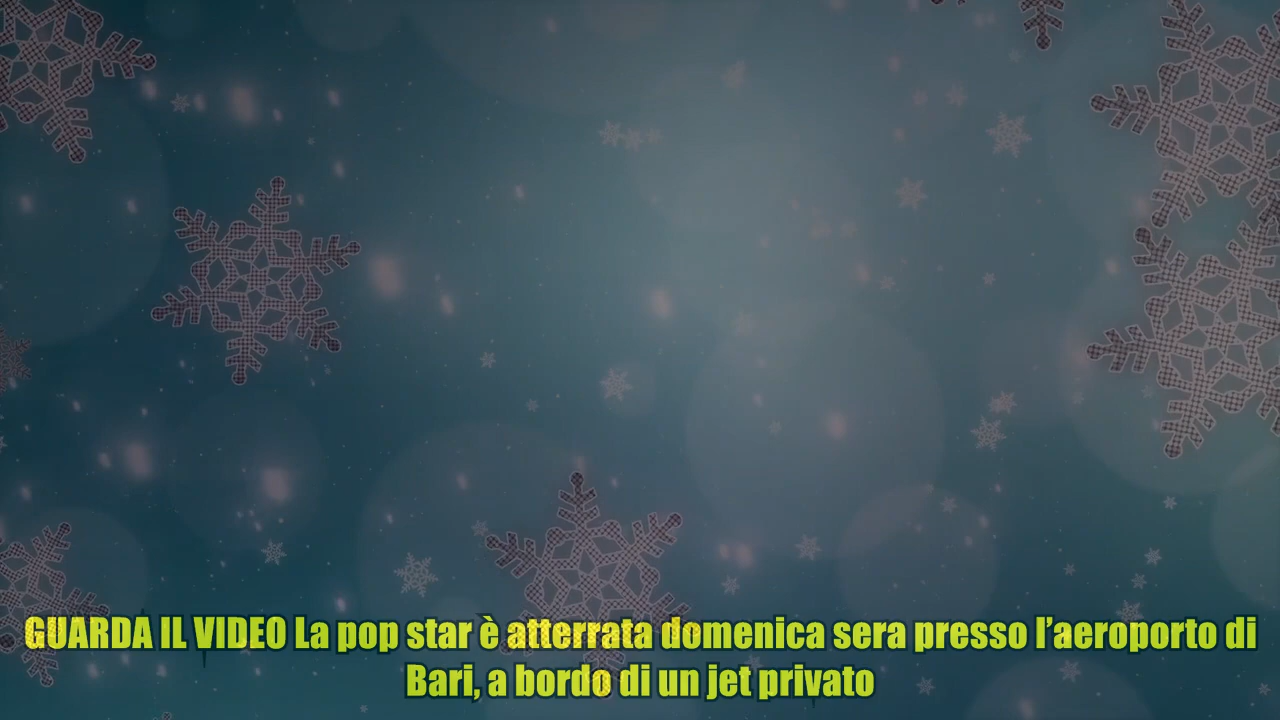 GUARDA IL VIDEO La pop star è atterrata domenica sera presso l’aeroporto di
Bari, a bordo di un jet privato